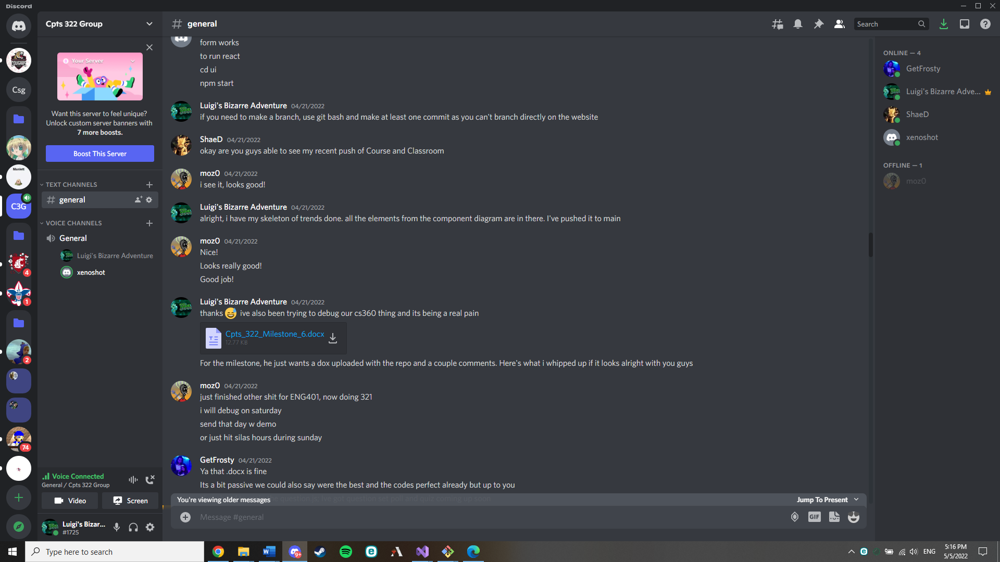 Discord
Cpts 322 Group
general
Search
Your Server
Want this server to feel unique?
Unlock custom server banners with
7 more boosts.
Boost This Server
TEXT CHANNELS
general
VOICE CHANNELS
General
Luigi's Bizarre Adventure
xenoshot
Csg
Manlett
C3G
4
1
2
74
form works
to run react
cd ui
npm start
Luigi's Bizarre Adventure 04/21/2022
if you need to make a branch, use git bash and make at least one commit as you can't branch directly on the website
ShaeD 04/21/2022
okay are you guys able to see my recent push of Course and Classroom
moz0 04/21/2022
i see it, looks good!
Luigi's Bizarre Adventure 04/21/2022
alright, i have my skeleton of trends done. all the elements from the component diagram are in there. I've pushed it to main
moz0 04/21/2022
Nice!
Looks really good!
Good job!
Luigi's Bizarre Adventure 04/21/2022
thanks 😅 ive also been trying to debug our cs360 thing and its being a real pain
Cpts_322_Milestone_6.docx
12.77 KB
For the milestone, he just wants a dox uploaded with the repo and a couple comments. Here's what i whipped up if it looks alright with you guys
moz0 04/21/2022
just finished other shit for ENG401, now doing 321
i will debug on saturday
send that day w demo
or just hit silas hours during sunday
GetFrosty 04/21/2022
Ya that .docx is fine
Its a bit passive we could also say were the best and the codes perfect already but up to you
question.js, Ive got question set poll and quiz coming up soon
You're viewing older messages
Jump To Present
Message #general
GIF
ONLINE — 4
GetFrosty
Luigi's Bizarre Adve...
ShaeD
xenoshot
OFFLINE — 1
moz0
Voice Connected
General / Cpts 322 Group
Video
Screen
Luigi's Bizar...
#1725
Type here to search
9+
ENG
5:16 PM
5/5/2022